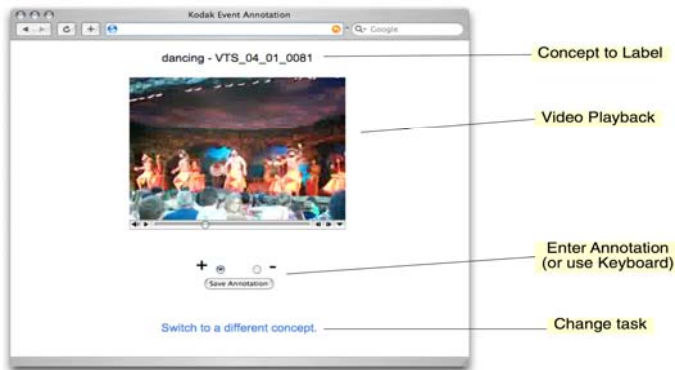 Kodak Event Annotation
Google
dancing - VTS_04_01_0081
Concept to Label
Video Playback
+ -
Enter Annotation
(or use Keyboard)
Save Annotation
Switch to a different concept.
Change task